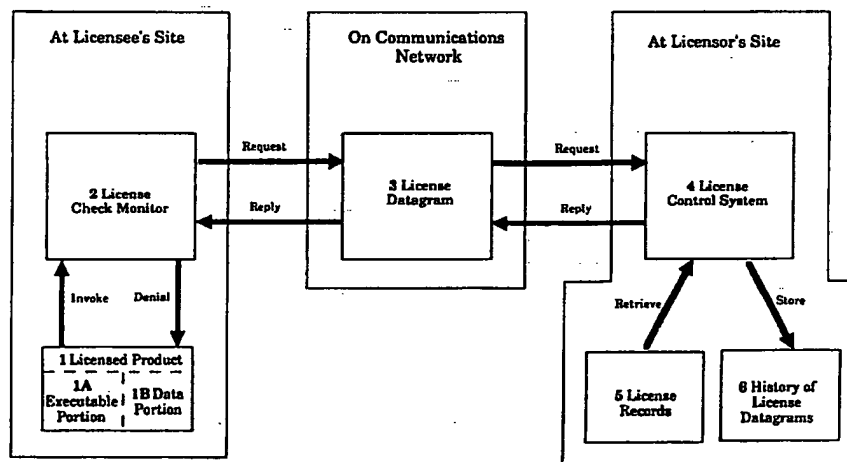 At Licensee's Site
On Communications
Network
At Licensor's Site
Request
Request
2 License
Check Monitor
3 License
Datagram
4 License
Control System
Reply
Reply
Invoke
Denial
Retrieve
Store
1 Licensed Product
1A
Executable
Portion
1B Data
Portion
5 License
Records
6 History of
License
Datagrams